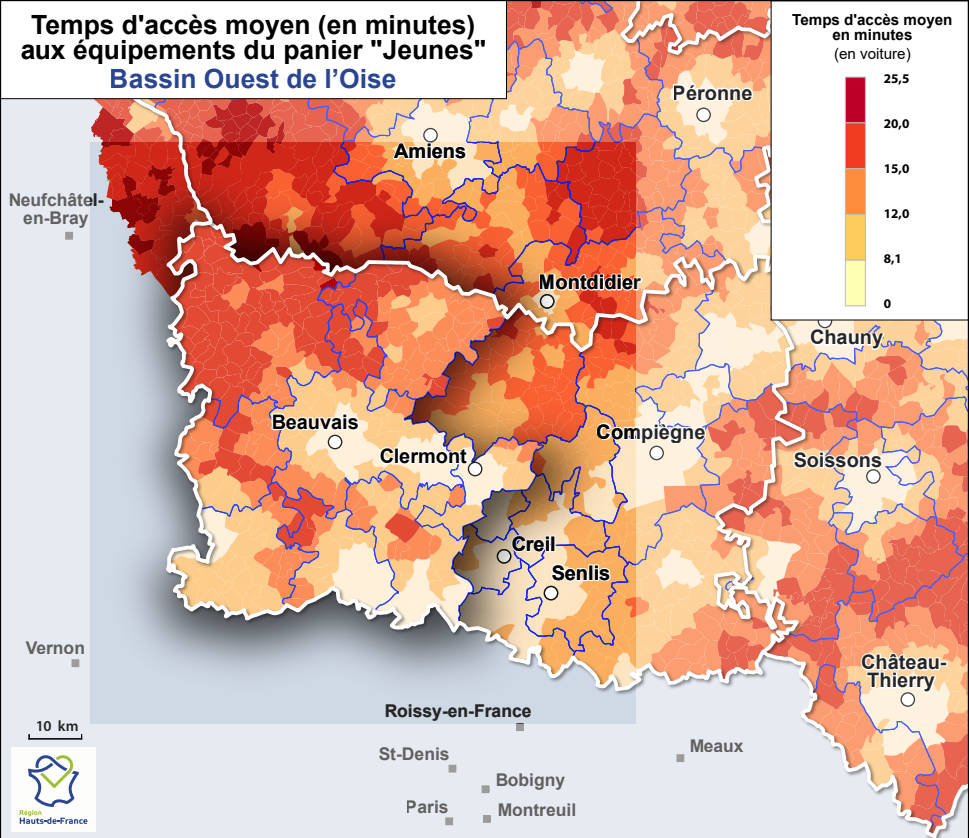 Temps d'accès moyen (en minutes)
aux équipements du panier "Jeunes"
Bassin Ouest de l'Oise
Temps d'accès moyen
en minutes
(en voiture)
25,5
20,0
15,0
12,0
8,1
0
Péronne
Amiens
Neufchâtel-
en-Bray
Montdidier
Chauny
Beauvais
Compiègne
Clermont
Soissons
Creil
Senlis
Vernon
Château-
Thierry
Roissy-en-France
10 km
St-Denis
Meaux
Bobigny
Paris
Montreuil
Région
Hauts-de-France